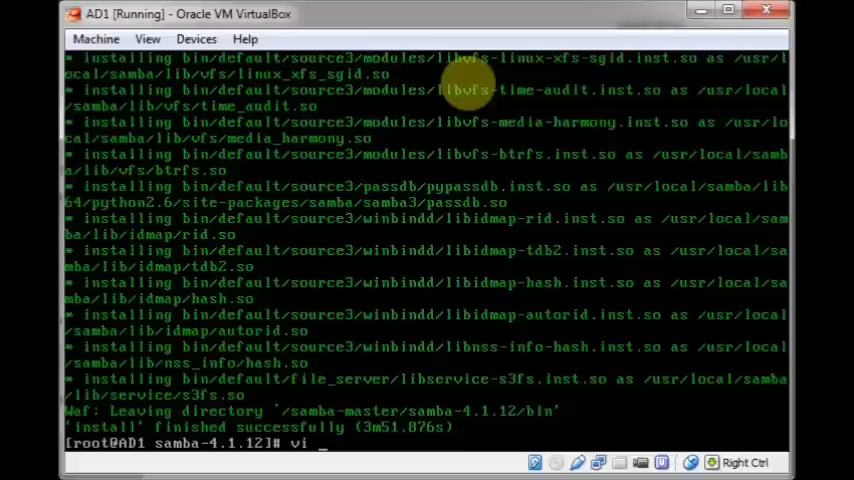 AD1 [Running] - Oracle VM VirtualBox
Machine View Devices Help
* installing bin/default/source3/modules/libvfs-linux-xfs-sgid.inst.so as /usr/l
ocal/samba/lib/vfs/linux_xfs_sgid.so
* installing bin/default/source3/modules/libvfs-time-audit.inst.so as /usr/local
/samba/lib/vfs/time_audit.so
* installing bin/default/source3/modules/libvfs-media-harmony.inst.so as /usr/lo
cal/samba/lib/vfs/media_harmony.so
* installing bin/default/source3/modules/libvfs-btrfs.inst.so as /usr/local/samb
a/lib/vfs/btrfs.so
* installing bin/default/source3/passdb/pypassdb.inst.so as /usr/local/samba/lib
64/python2.6/site-packages/samba/samba3/passdb.so
* installing bin/default/source3/winbindd/libidmap-rid.inst.so as /usr/local/sam
ba/lib/idmap/rid.so
* installing bin/default/source3/winbindd/libidmap-tdb2.inst.so as /usr/local/sa
mba/lib/idmap/tdb2.so
* installing bin/default/source3/winbindd/libidmap-hash.inst.so as /usr/local/sa
mba/lib/idmap/hash.so
* installing bin/default/source3/winbindd/libidmap-autorid.inst.so as /usr/local
/samba/lib/idmap/autorid.so
* installing bin/default/source3/winbindd/libnss-info-hash.inst.so as /usr/local
/samba/lib/nss_info/hash.so
* installing bin/default/file_server/libservice-s3fs.inst.so as /usr/local/samba
/lib/service/s3fs.so
Waf: Leaving directory `/samba-master/samba-4.1.12/bin'
'install' finished successfully (3m51.876s)
[root@AD1 samba-4.1.12]# vi _
Right Ctrl